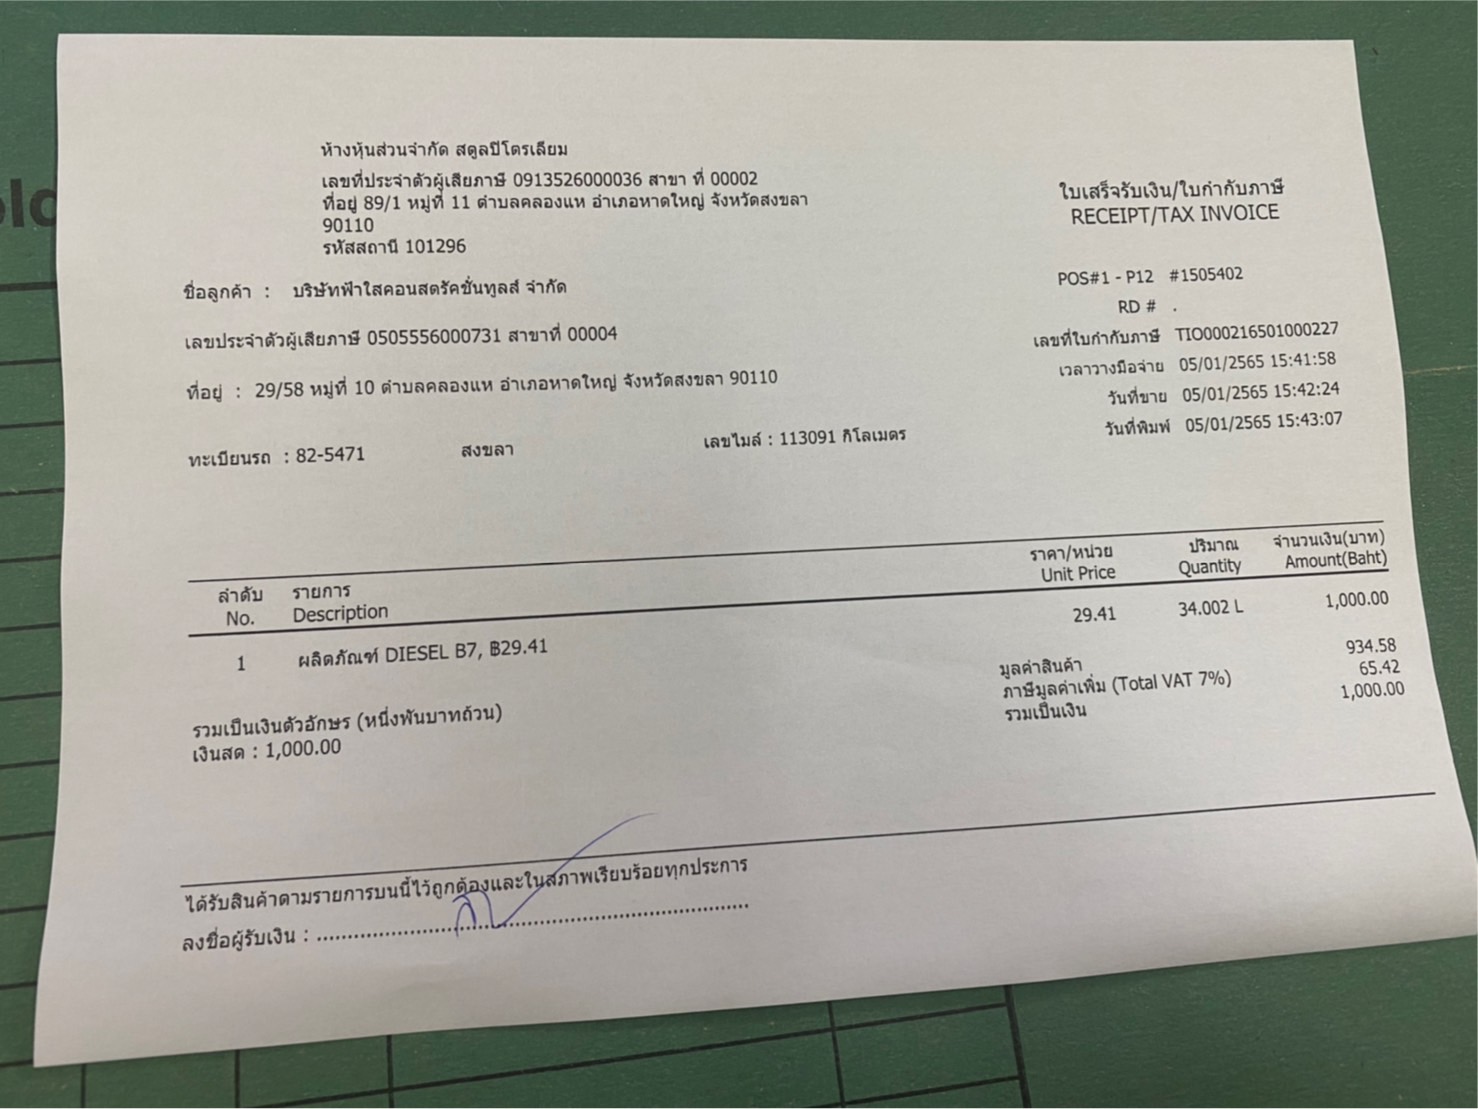 old
ห้างหุ้นส่วนจำกัด สตูลปิโตรเลียม
เลขที่ประจำตัวผู้เสียภาษี 0913526000036 สาขา ที่ 00002
ที่อยู่ 89/1 หมู่ที่ 11 ตำบลคลองแห อำเภอหาดใหญ่ จังหวัดสงขลา
90110
รหัสสถานี 101296
ใบเสร็จรับเงิน/ใบกำกับภาษี
RECEIPT/TAX INVOICE
ชื่อลูกค้า : บริษัทฟ้าใสคอนสตรัคชั่นทูลส์ จำกัด
POS#1 - P12 #1505402
RD # .
เลขประจำตัวผู้เสียภาษี 0505556000731 สาขาที่ 00004
เลขที่ใบกำกับภาษี TIO000216501000227
เวลาวางมือจ่าย 05/01/2565 15:41:58
ที่อยู่ : 29/58 หมู่ที่ 10 ตำบลคลองแห อำเภอหาดใหญ่ จังหวัดสงขลา 90110
วันที่ขาย 05/01/2565 15:42:24
วันที่พิมพ์ 05/01/2565 15:43:07
ทะเบียนรถ : 82-5471 สงขลา เลขไมล์ : 113091 กิโลเมตร
ลำดับ รายการ ราคา/หน่วย ปริมาณ จำนวนเงิน(บาท)
No. Description Unit Price Quantity Amount(Baht)
1 ผลิตภัณฑ์ DIESEL B7, ฿29.41 29.41 34.002 L 1,000.00
มูลค่าสินค้า 934.58
ภาษีมูลค่าเพิ่ม (Total VAT 7%) 65.42
รวมเป็นเงิน 1,000.00
รวมเป็นเงินตัวอักษร (หนึ่งพันบาทถ้วน)
เงินสด : 1,000.00
ได้รับสินค้าตามรายการบนนี้ไว้ถูกต้องและในสภาพเรียบร้อยทุกประการ
ลงชื่อผู้รับเงิน : ........................................